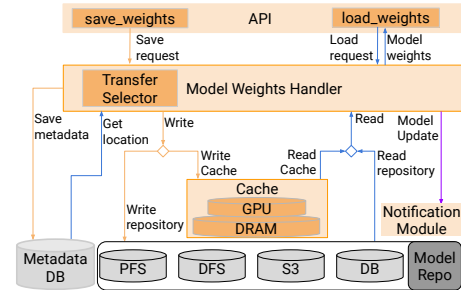 API
save_weights
load_weights
Save
request
Load
request
Model
weights
Transfer
Selector
Model Weights Handler
Save
metadata
Get
location
Write
Read
Model
Update
Write
Cache
Read
Cache
Read
repository
Cache
GPU
DRAM
Write
repository
Notification
Module
Metadata
DB
PFS
DFS
S3
DB
Model
Repo